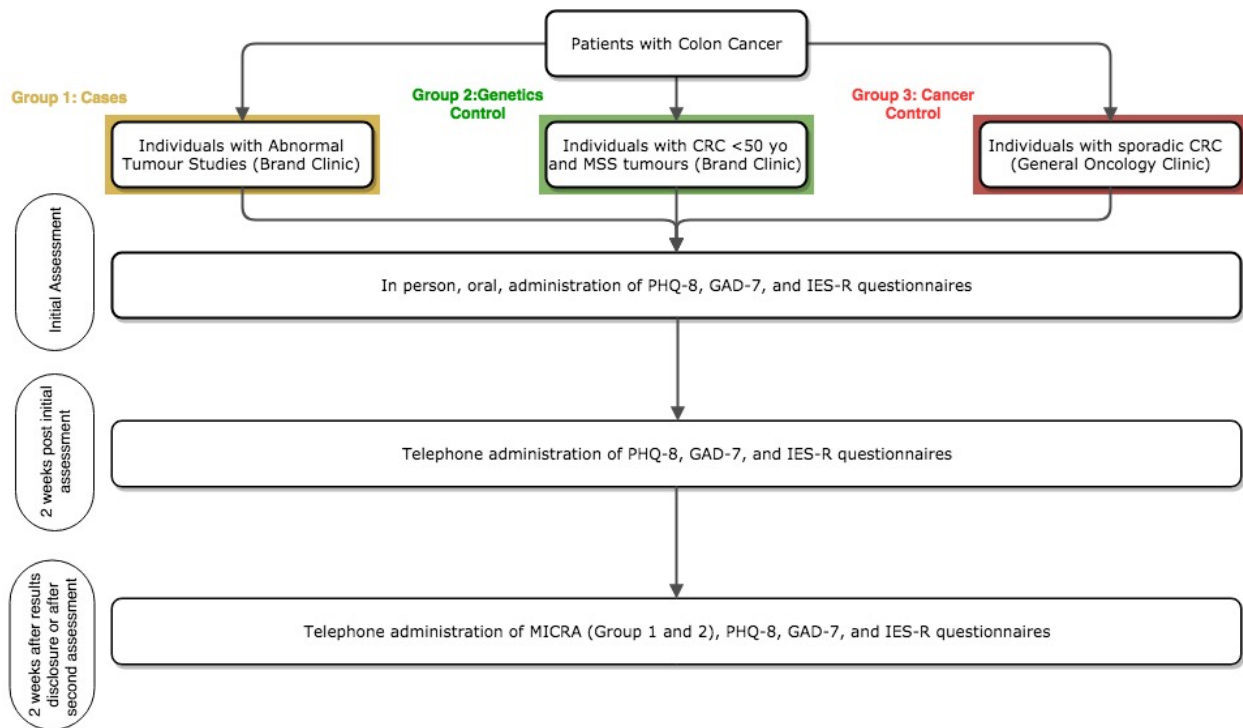 Patients with Colon Cancer
Group 1: Cases
Group 2:Genetics
Control
Group 3: Cancer
Control
Individuals with Abnormal
Tumour Studies (Brand Clinic)
Individuals with CRC <50 yo
and MSS tumours (Brand Clinic)
Individuals with sporadic CRC
(General Oncology Clinic)
Initial Assessment
In person, oral, administration of PHQ-8, GAD-7, and IES-R questionnaires
2 weeks post initial
assessment
Telephone administration of PHQ-8, GAD-7, and IES-R questionnaires
2 weeks after results
disclosure or after
second assessment
Telephone administration of MICRA (Group 1 and 2), PHQ-8, GAD-7, and IES-R questionnaires